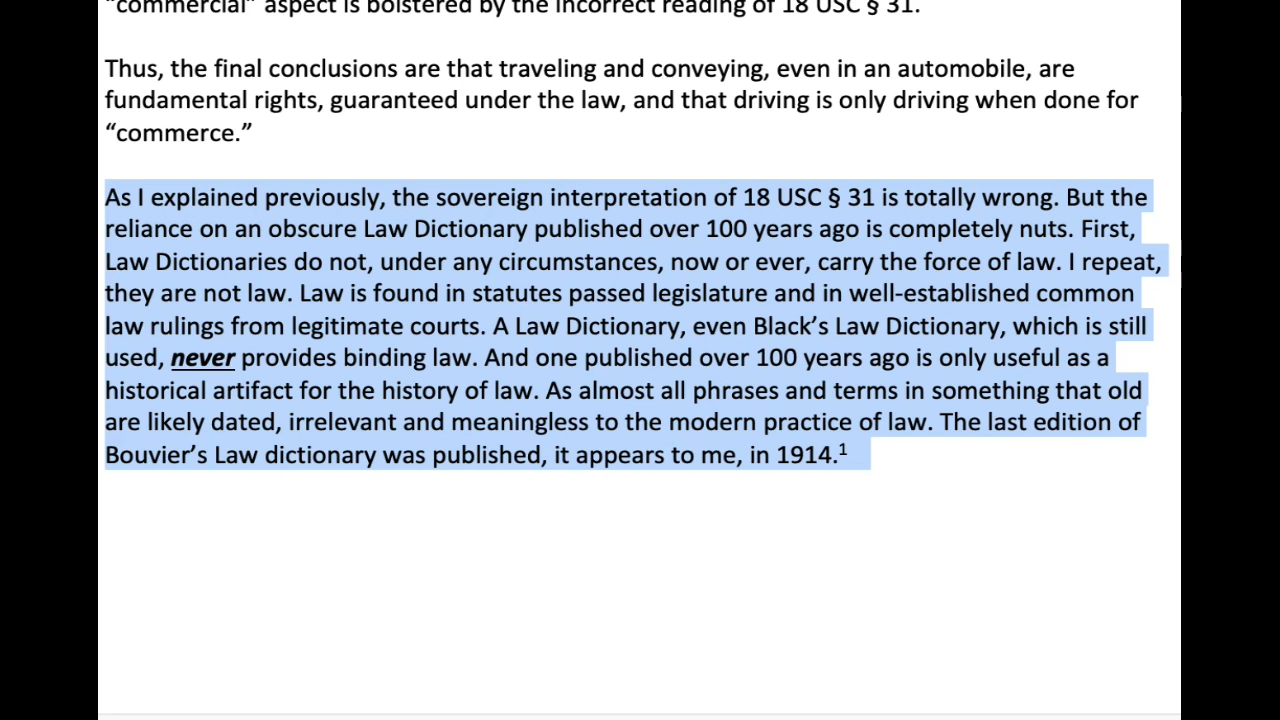 “commercial” aspect is bolstered by the incorrect reading of 18 USC § 31.
Thus, the final conclusions are that traveling and conveying, even in an automobile, are
fundamental rights, guaranteed under the law, and that driving is only driving when done for
“commerce.”
As I explained previously, the sovereign interpretation of 18 USC § 31 is totally wrong. But the
reliance on an obscure Law Dictionary published over 100 years ago is completely nuts. First,
Law Dictionaries do not, under any circumstances, now or ever, carry the force of law. I repeat,
they are not law. Law is found in statutes passed legislature and in well-established common
law rulings from legitimate courts. A Law Dictionary, even Black’s Law Dictionary, which is still
used, never provides binding law. And one published over 100 years ago is only useful as a
historical artifact for the history of law. As almost all phrases and terms in something that old
are likely dated, irrelevant and meaningless to the modern practice of law. The last edition of
Bouvier’s Law dictionary was published, it appears to me, in 1914.¹